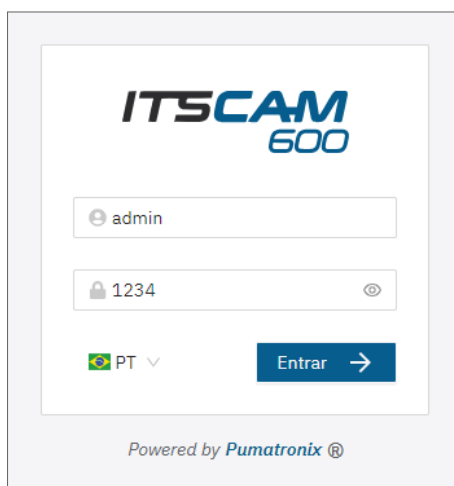 ITSCAM
600
admin
1234
PT
Entrar
Powered by Pumatronix ®